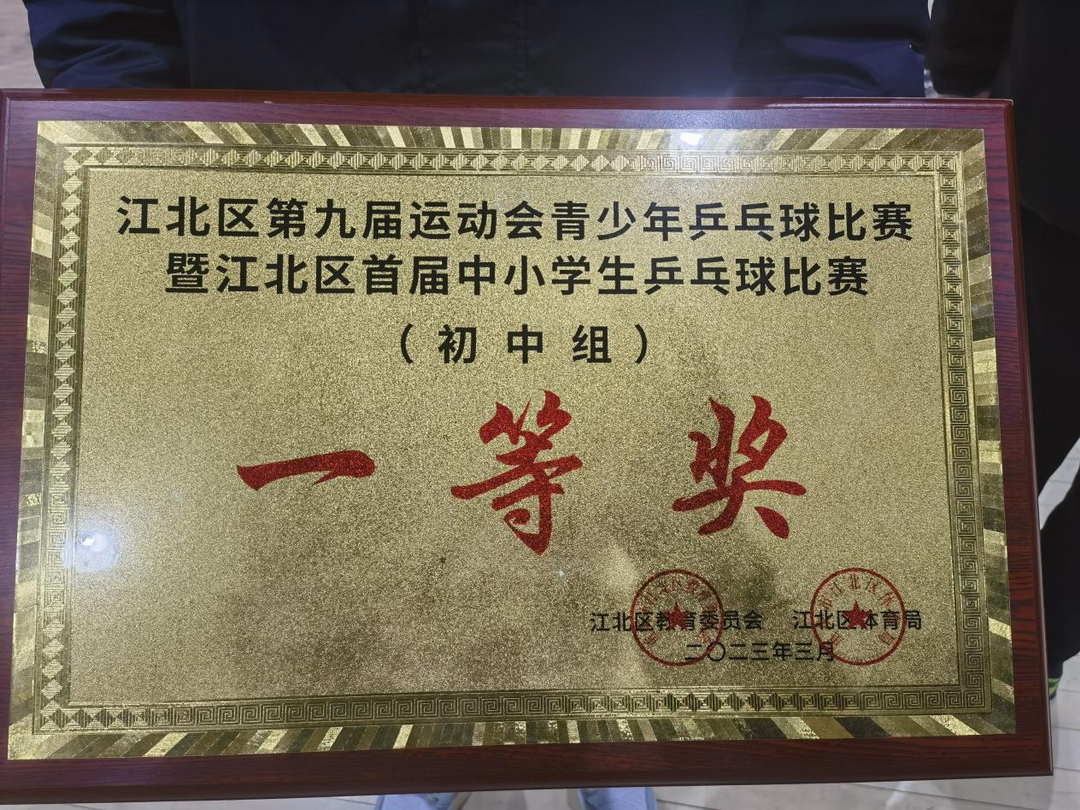 江北区第九届运动会青少年乒乓球比赛
暨江北区首届中小学生乒乓球比赛
（初中组）
一等奖
江北区教育委员会 江北区体育局
二〇二三年三月